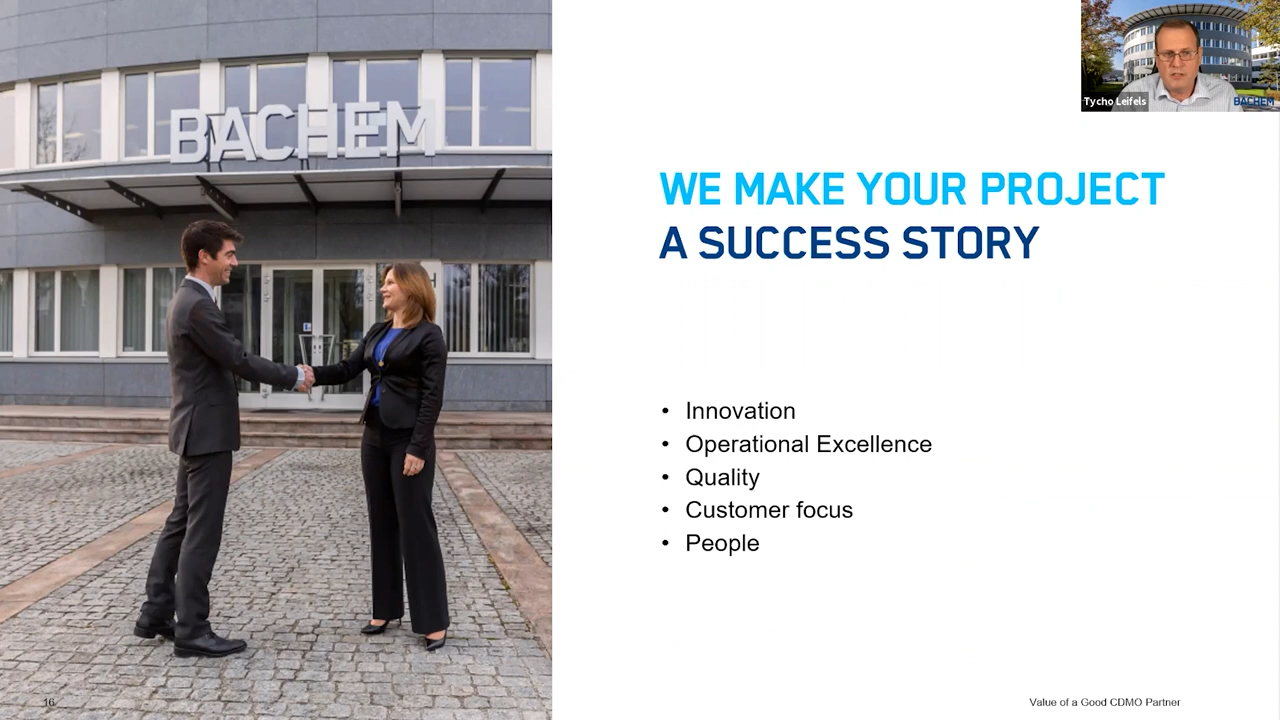 BACHEM
Tycho Leifels
BACHEM
WE MAKE YOUR PROJECT
A SUCCESS STORY
• Innovation
• Operational Excellence
• Quality
• Customer focus
• People
16
Value of a Good CDMO Partner